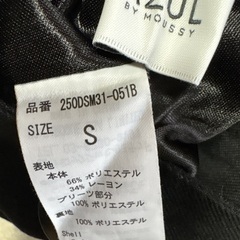 AZUL
BY MOUSSY
品番 250DSM31-051B
SIZE S
表地
本体
66% ポリエステル
34% レーヨン
プリーツ部分
100% ポリエステル
裏地
100% ポリエステル
Shell